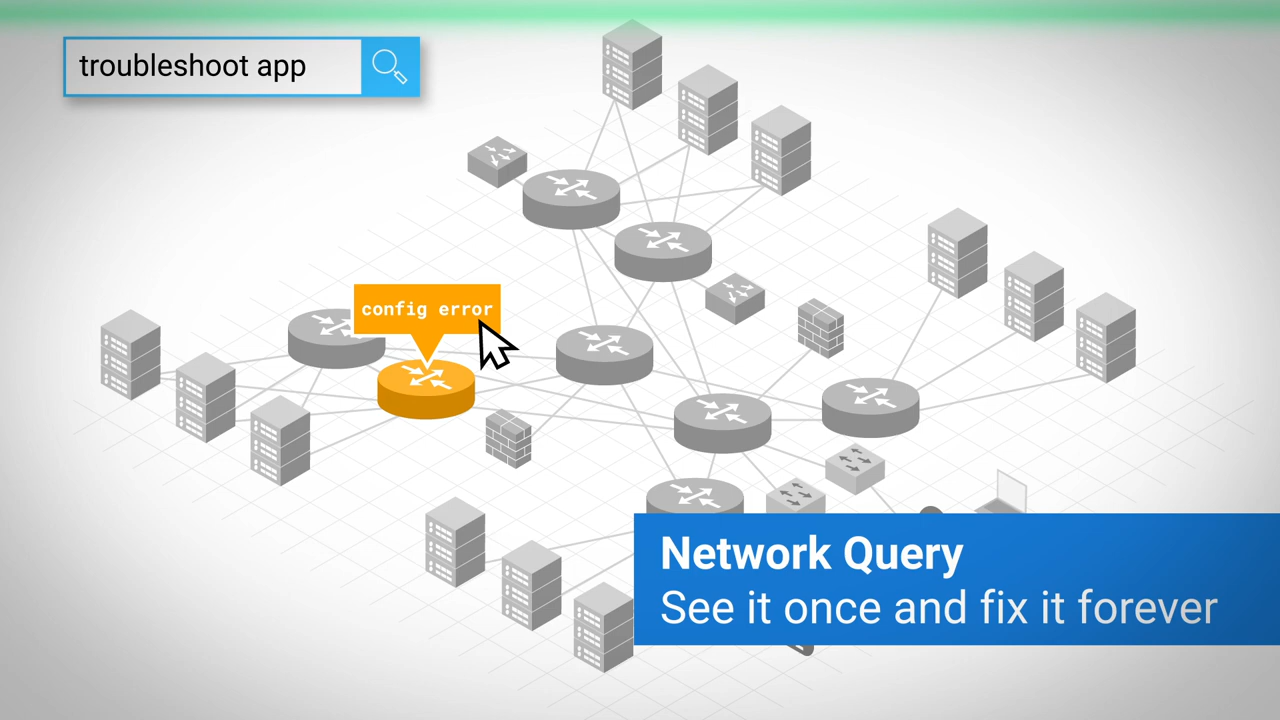 troubleshoot app
config error
Network Query
See it once and fix it forever